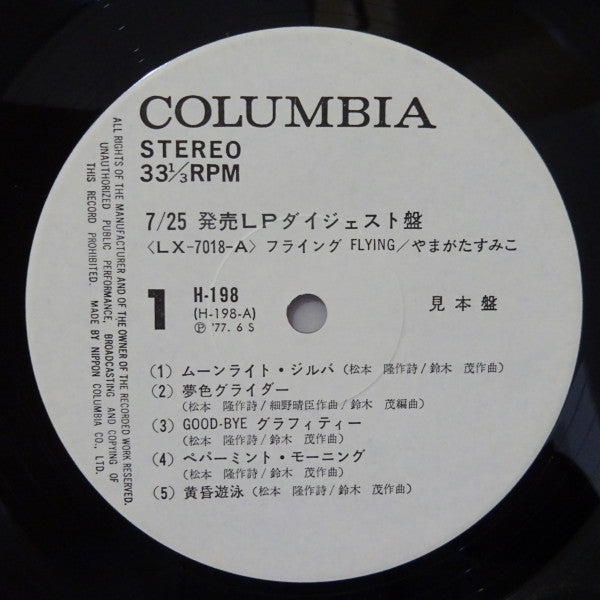 COLUMBIA
STEREO
33⅓RPM
7/25 発売LPダイジェスト盤
〈LX-7018-A〉 フライング FLYING/やまがたすみこ
1 H-198
(H-198-A)
Ⓟ '77. 6 S
見本盤
(1) ムーンライト・ジルバ (松本 隆作詩/鈴木 茂作曲)
(2) 夢色グライダー
(松本 隆作詩/細野晴臣作曲/鈴木 茂編曲)
(3) GOOD-BYE グラフィティー
(松本 隆作詩/鈴木 茂作曲)
(4) ペパーミント・モーニング
(松本 隆作詩/鈴木 茂作曲)
(5) 黄昏遊泳 (松本 隆作詩/鈴木 茂作曲)
ALL RIGHTS OF THE MANUFACTURER AND OF THE OWNER OF THE RECORDED WORK RESERVED.
UNAUTHORIZED PUBLIC PERFORMANCE, BROADCASTING AND COPYING OF
THIS RECORD PROHIBITED. MADE BY NIPPON COLUMBIA CO., LTD.